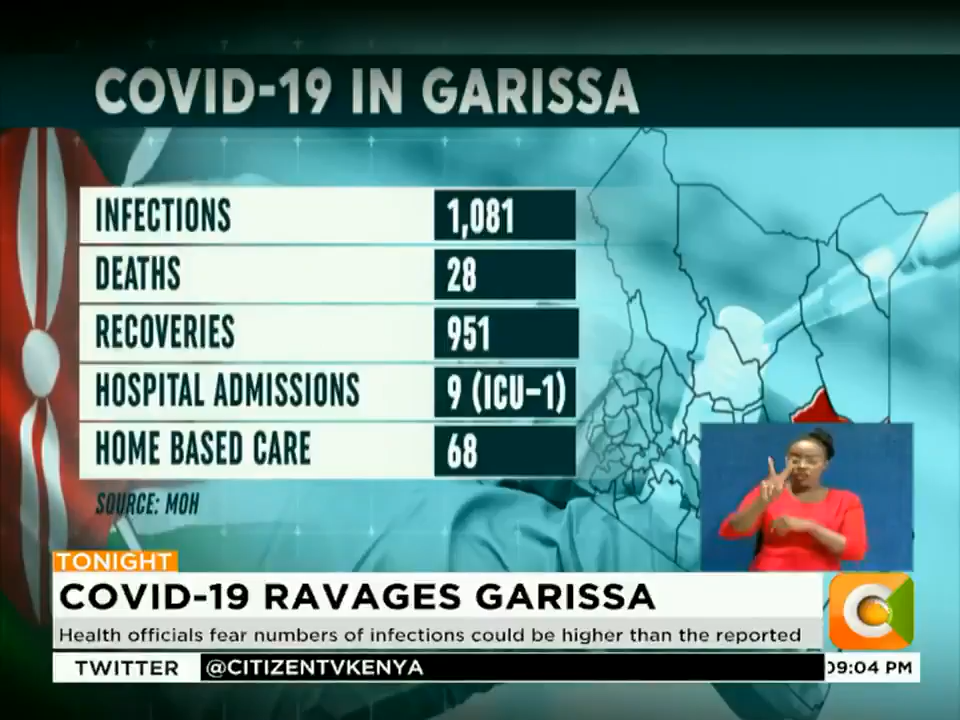 COVID-19 IN GARISSA
INFECTIONS 1,081
DEATHS 28
RECOVERIES 951
HOSPITAL ADMISSIONS 9 (ICU-1)
HOME BASED CARE 68
SOURCE: MOH
TONIGHT
COVID-19 RAVAGES GARISSA
Health officials fear numbers of infections could be higher than the reported
TWITTER @CITIZENTVKENYA 09:04 PM